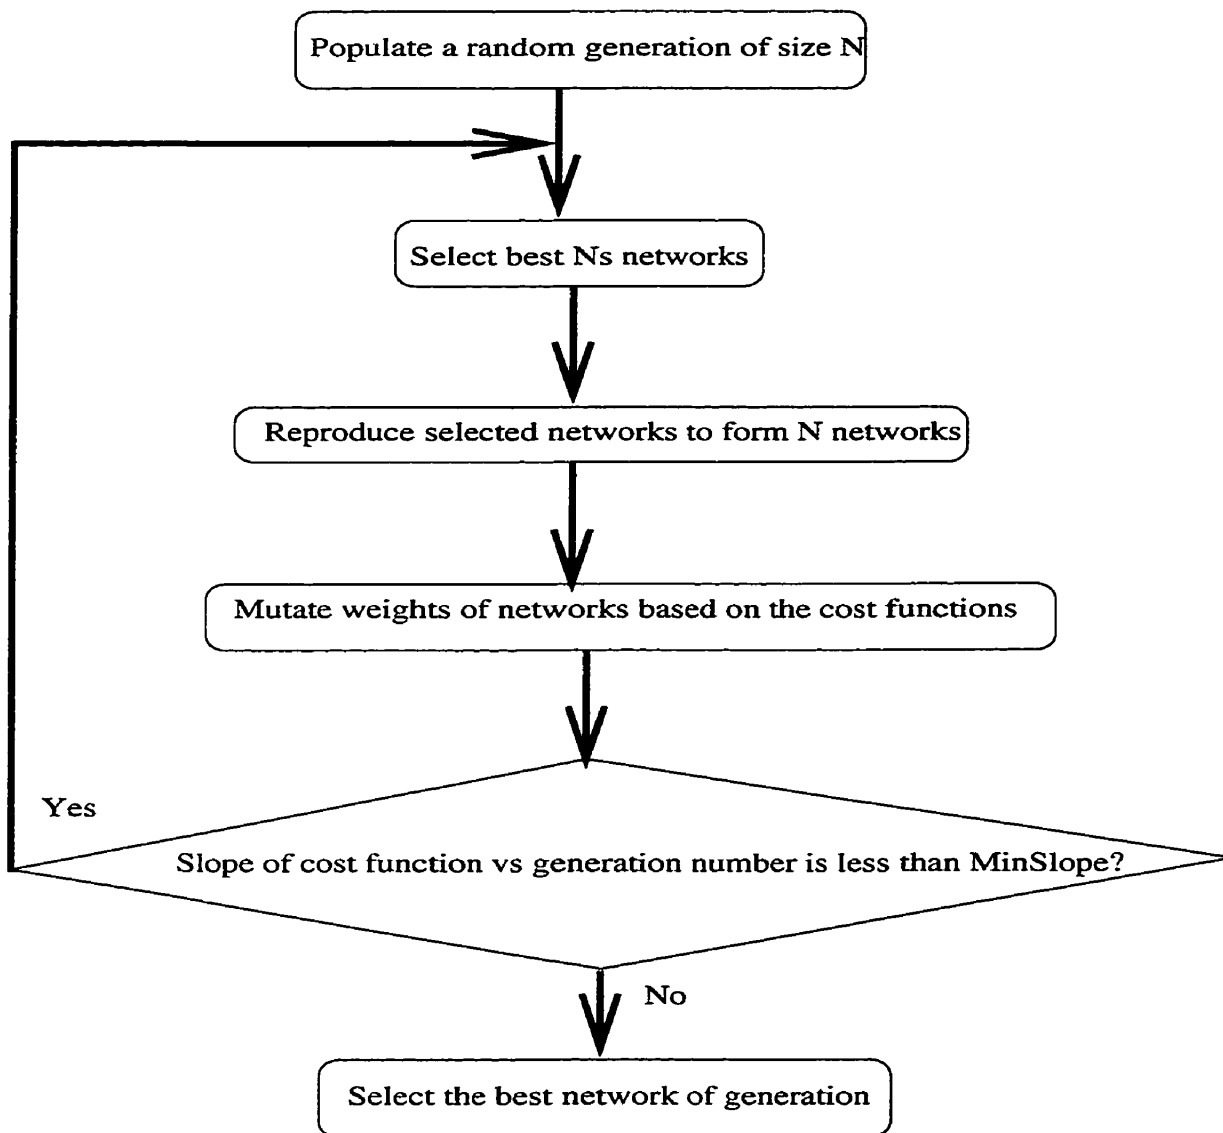 Populate a random generation of size N
Select best Ns networks
Reproduce selected networks to form N networks
Mutate weights of networks based on the cost functions
Yes
Slope of cost function vs generation number is less than MinSlope?
No
Select the best network of generation